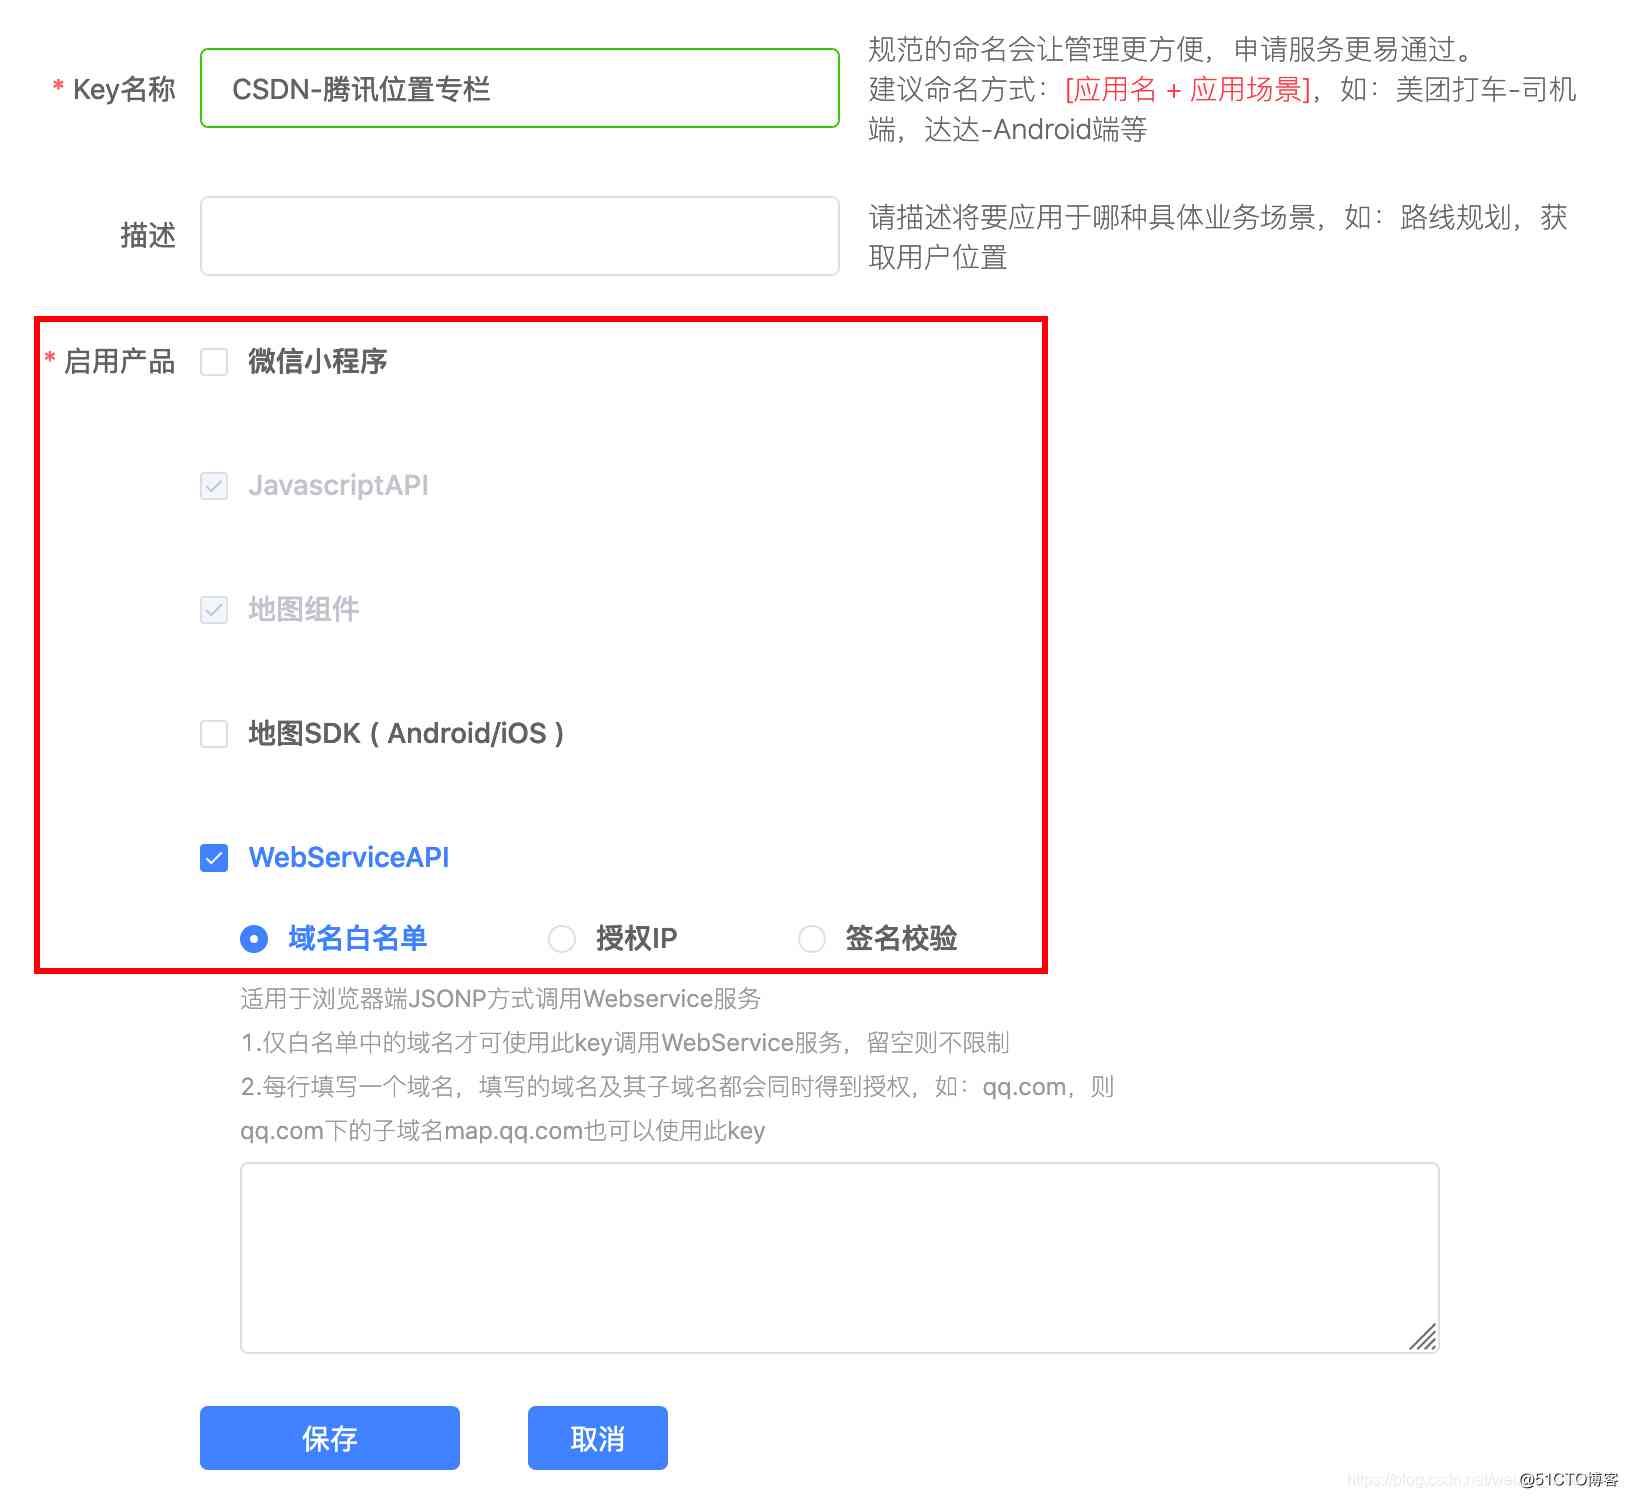 * Key名称
CSDN-腾讯位置专栏
规范的命名会让管理更方便，申请服务更易通过。
建议命名方式：[应用名 + 应用场景]，如：美团打车-司机
端，达达-Android端等
描述
请描述将要应用于哪种具体业务场景，如：路线规划，获
取用户位置
* 启用产品
微信小程序
JavascriptAPI
地图组件
地图SDK ( Android/iOS )
WebServiceAPI
域名白名单 授权IP 签名校验
适用于浏览器端JSONP方式调用Webservice服务
1.仅白名单中的域名才可使用此key调用WebService服务，留空则不限制
2.每行填写一个域名，填写的域名及其子域名都会同时得到授权，如：qq.com，则
qq.com下的子域名map.qq.com也可以使用此key
保存 取消
@51CTO博客